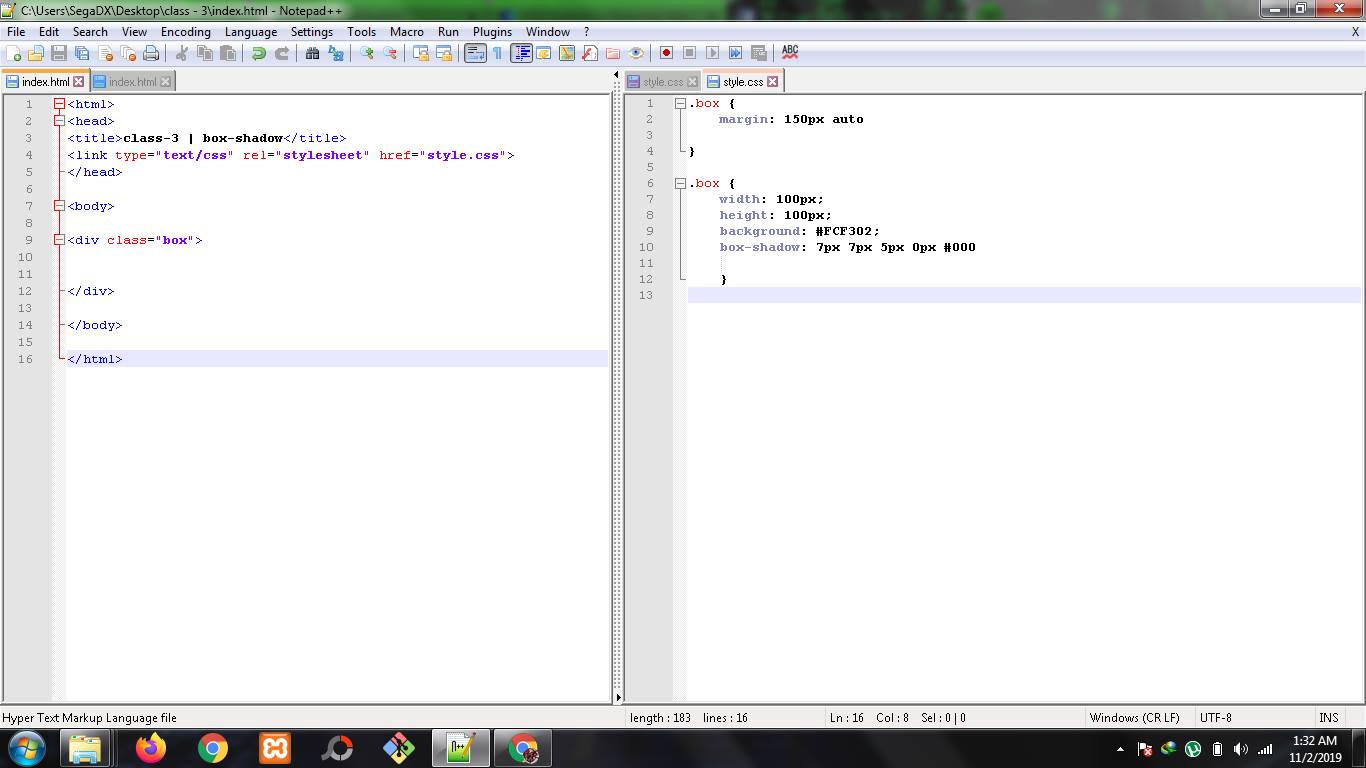 C:\Users\SegaDX\Desktop\class - 3\index.html - Notepad++
File Edit Search View Encoding Language Settings Tools Macro Run Plugins Window ? X
ABC
index.html index.html
1 <html>
2 <head>
3 <title>class-3 | box-shadow</title>
4 <link type="text/css" rel="stylesheet" href="style.css">
5 </head>
6
7 <body>
8
9 <div class="box">
10
11
12 </div>
13
14 </body>
15
16 </html>
style.css style.css
1 .box {
2 margin: 150px auto
3
4 }
5
6 .box {
7 width: 100px;
8 height: 100px;
9 background: #FCF302;
10 box-shadow: 7px 7px 5px 0px #000
11
12 }
13
Hyper Text Markup Language file length : 183 lines : 16 Ln : 16 Col : 8 Sel : 0 | 0 Windows (CR LF) UTF-8 INS
1:32 AM
11/2/2019